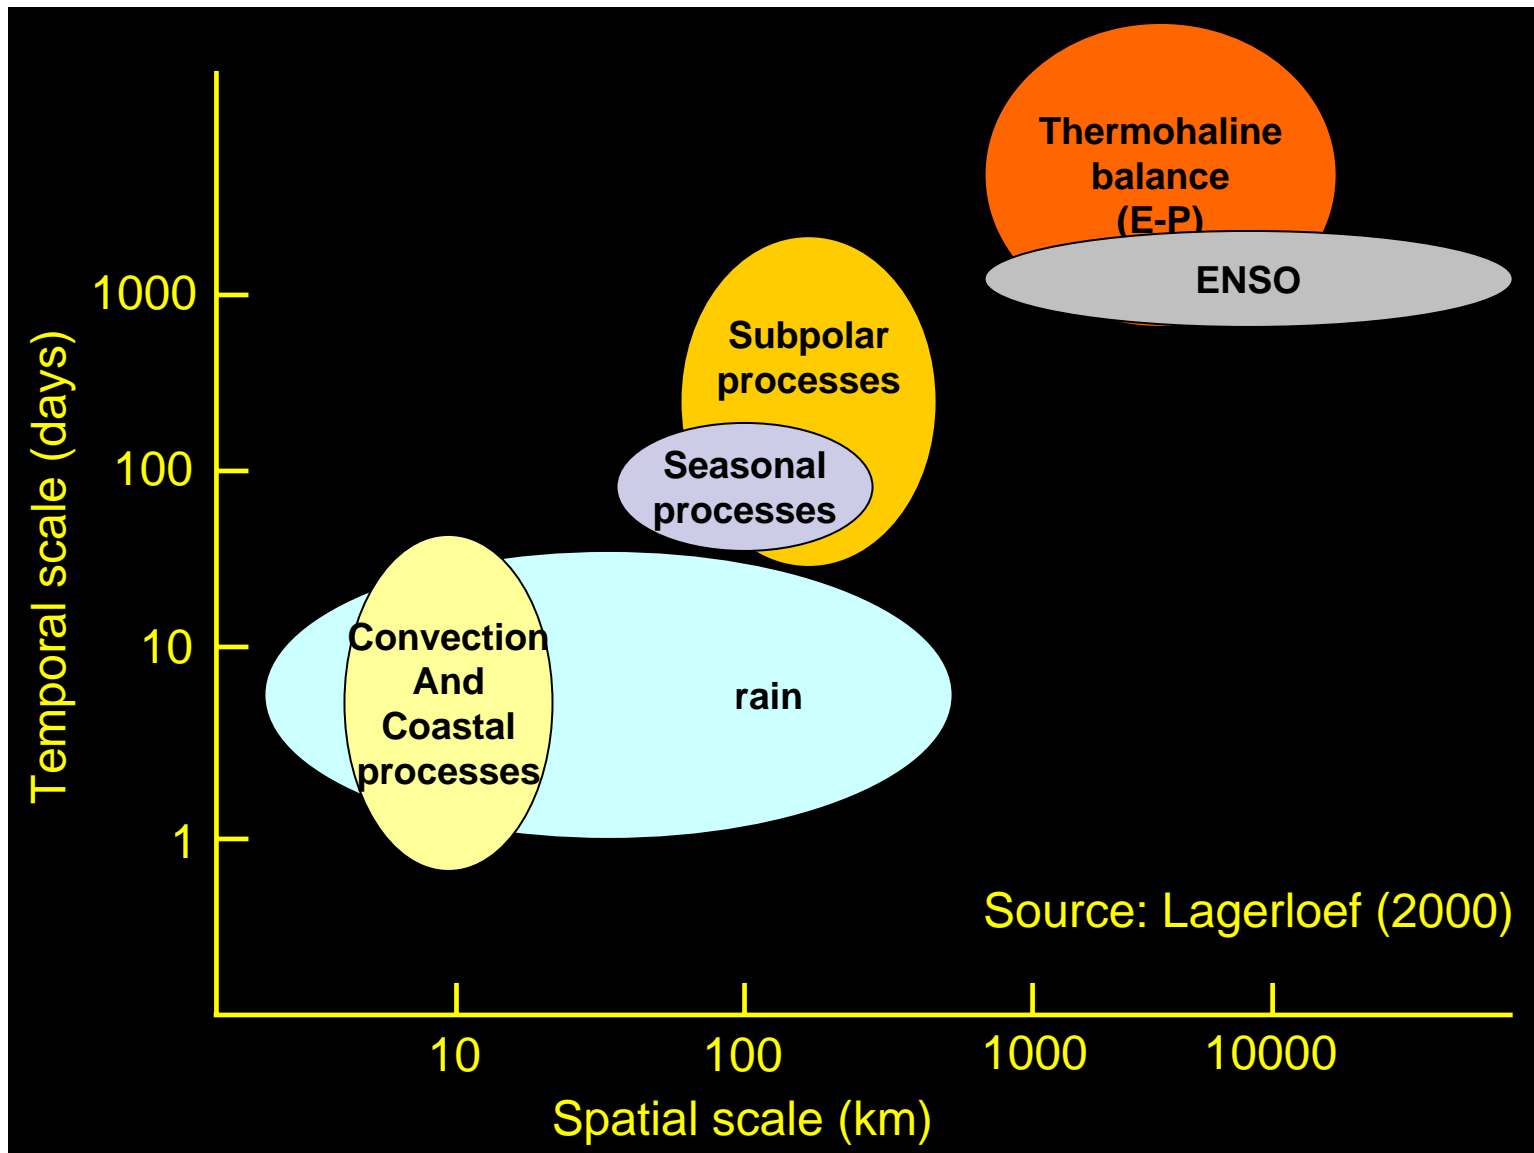 Thermohaline
balance
(E-P)
ENSO
1000
Subpolar
processes
100
Seasonal
processes
Temporal scale (days)
10
Convection
And
Coastal
processes
rain
1
Source: Lagerloef (2000)
10
100
1000
10000
Spatial scale (km)